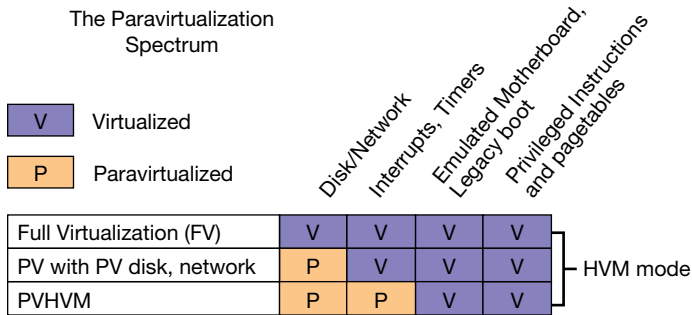 The Paravirtualization
Spectrum
V Virtualized
P Paravirtualized
Disk/Network
Interrupts, Timers
Emulated Motherboard,
Legacy boot
Privileged Instructions
and pagetables
Full Virtualization (FV) V V V V
PV with PV disk, network P V V V
PVHVM P P V V
HVM mode